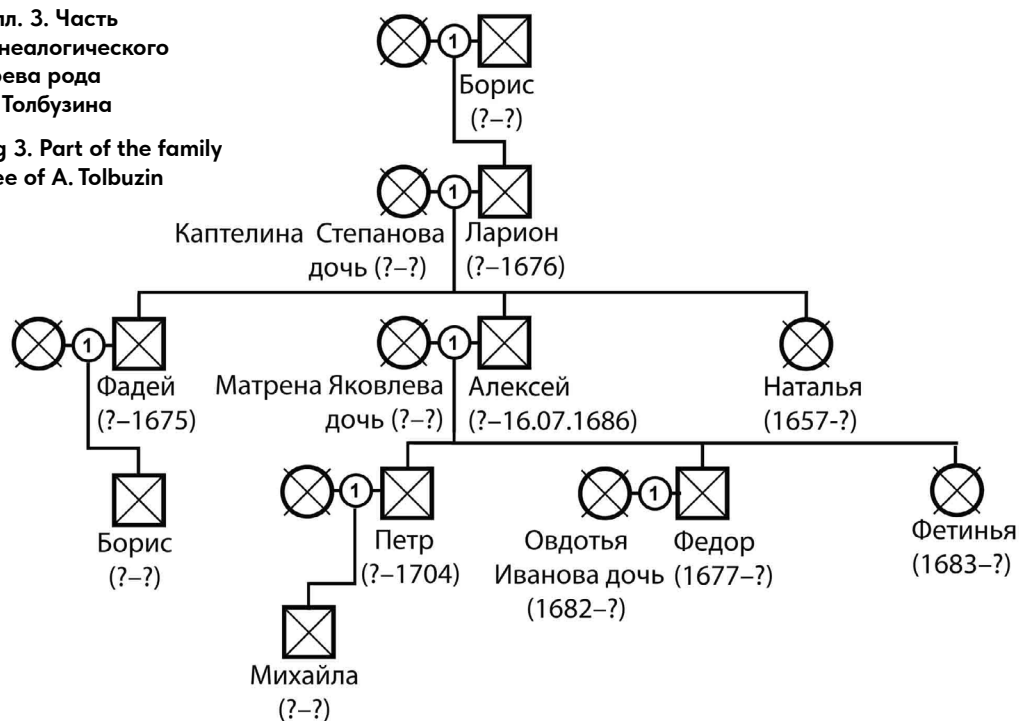 лл. 3. Часть
неалогического
рева рода
Толбузина
g 3. Part of the family
ee of A. Tolbuzin
1
Борис
(?–?)
1
Каптелина Степанова
дочь (?–?)
Ларион
(?–1676)
1
Фадей
(?–1675)
1
Матрена Яковлева
дочь (?–?)
Алексей
(?–16.07.1686)
Наталья
(1657-?)
Борис
(?–?)
1
Петр
(?–1704)
1
Овдотья
Иванова дочь
(1682–?)
Федор
(1677–?)
Фетинья
(1683–?)
Михайла
(?–?)